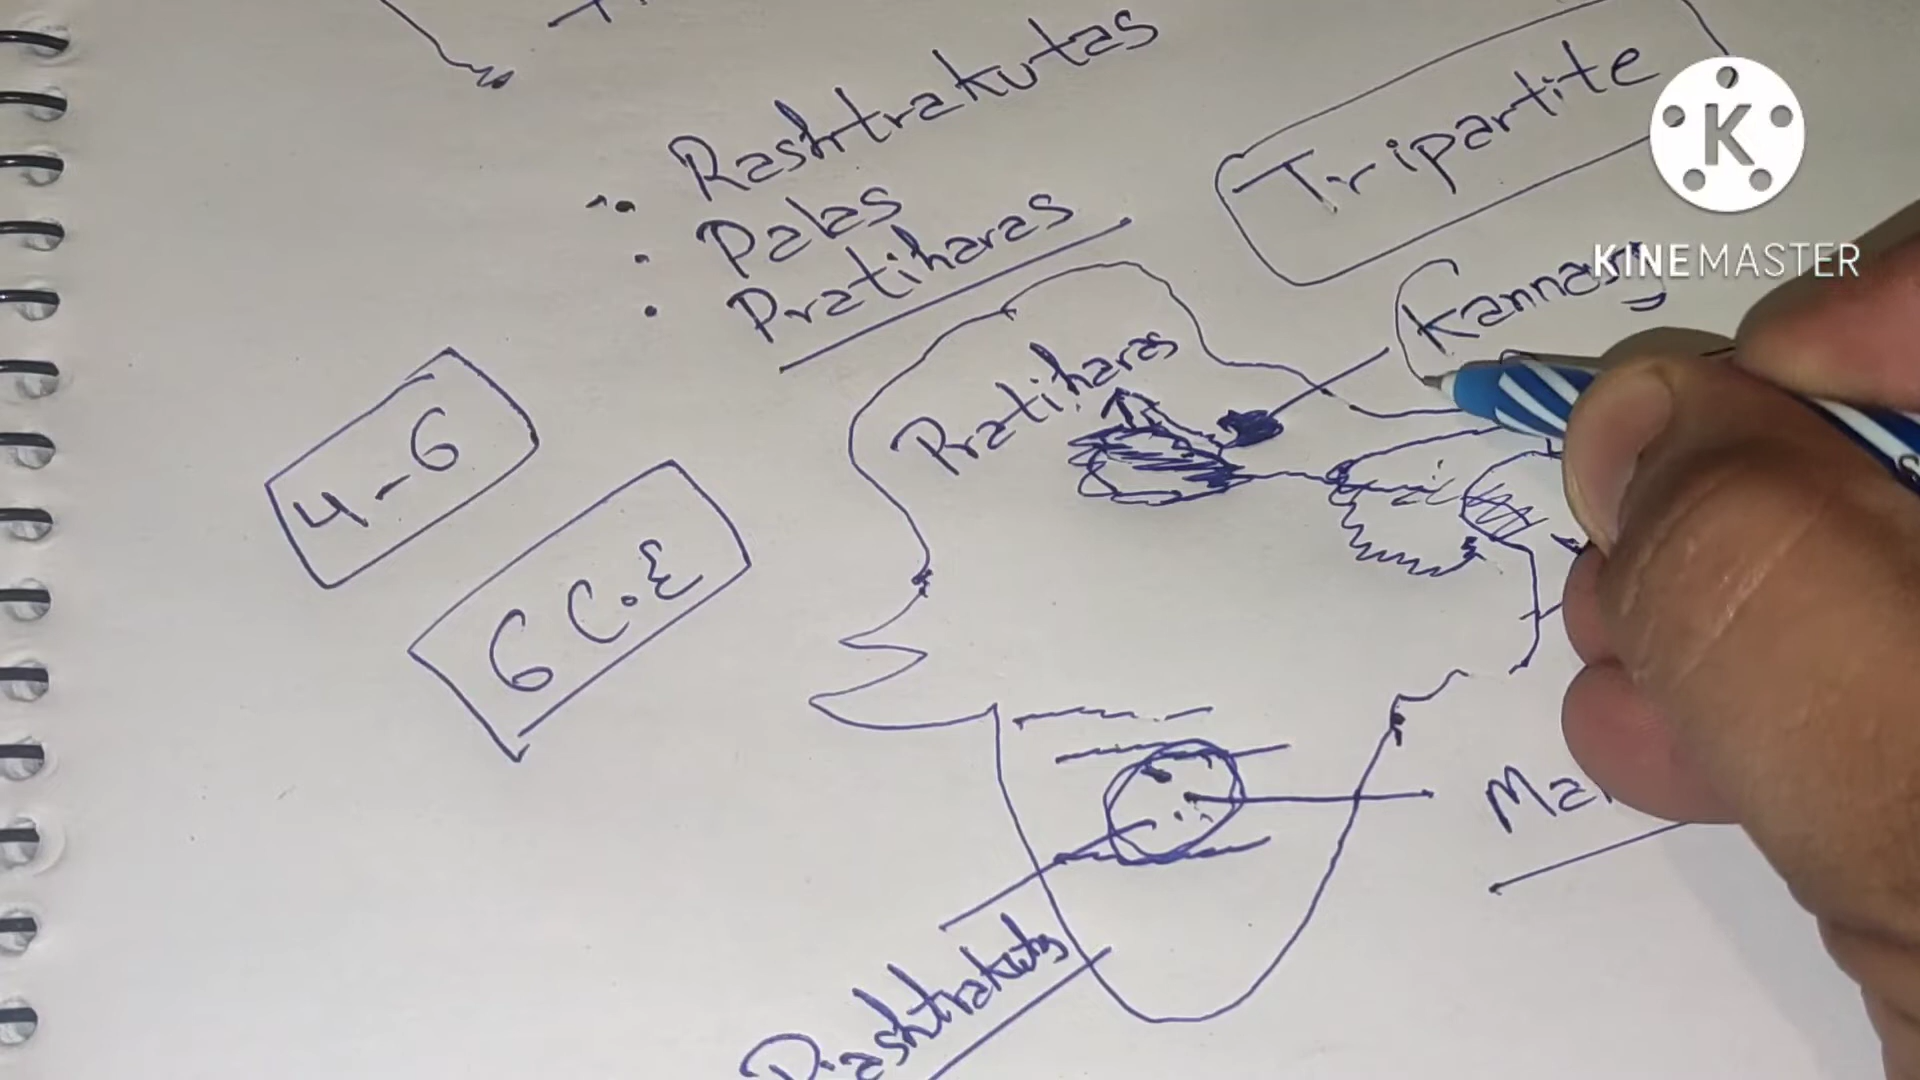 Rashtrakutas
Palas
Pratiharas
Tripartite
K
KINEMASTER
Kannauj
Pratiharas
4-6
6 C.E
Rashtrakutas